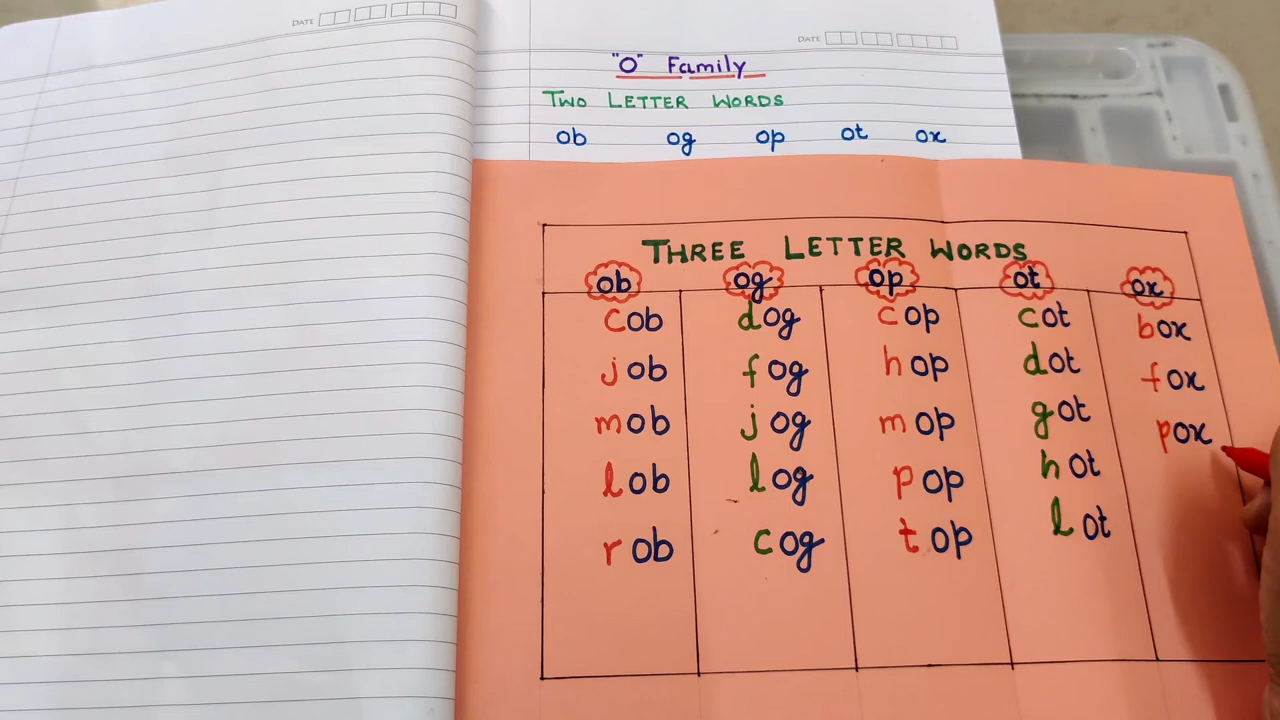 DATE
DATE
"O" Family
TWO LETTER WORDS
ob og op ot ox
THREE LETTER WORDS
ob og op ot ox
cob dog cop cot box
job fog hop dot fox
mob jog mop got pox
lob log pop hot
rob cog top lot